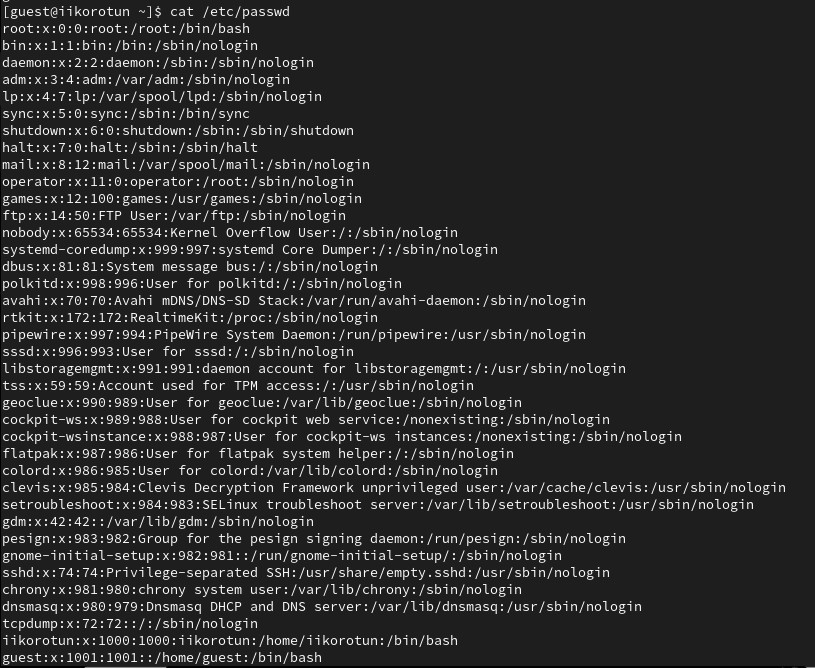 [guest@iikorotun ~]$ cat /etc/passwd
root:x:0:0:root:/root:/bin/bash
bin:x:1:1:bin:/bin:/sbin/nologin
daemon:x:2:2:daemon:/sbin:/sbin/nologin
adm:x:3:4:adm:/var/adm:/sbin/nologin
lp:x:4:7:lp:/var/spool/lpd:/sbin/nologin
sync:x:5:0:sync:/sbin:/bin/sync
shutdown:x:6:0:shutdown:/sbin:/sbin/shutdown
halt:x:7:0:halt:/sbin:/sbin/halt
mail:x:8:12:mail:/var/spool/mail:/sbin/nologin
operator:x:11:0:operator:/root:/sbin/nologin
games:x:12:100:games:/usr/games:/sbin/nologin
ftp:x:14:50:FTP User:/var/ftp:/sbin/nologin
nobody:x:65534:65534:Kernel Overflow User:/:/sbin/nologin
systemd-coredump:x:999:997:systemd Core Dumper:/:/sbin/nologin
dbus:x:81:81:System message bus:/:/sbin/nologin
polkitd:x:998:996:User for polkitd:/:/sbin/nologin
avahi:x:70:70:Avahi mDNS/DNS-SD Stack:/var/run/avahi-daemon:/sbin/nologin
rtkit:x:172:172:RealtimeKit:/proc:/sbin/nologin
pipewire:x:997:994:PipeWire System Daemon:/run/pipewire:/usr/sbin/nologin
sssd:x:996:993:User for sssd:/:/sbin/nologin
libstoragemgmt:x:991:991:daemon account for libstoragemgmt:/:/usr/sbin/nologin
tss:x:59:59:Account used for TPM access:/:/usr/sbin/nologin
geoclue:x:990:989:User for geoclue:/var/lib/geoclue:/sbin/nologin
cockpit-ws:x:989:988:User for cockpit web service:/nonexisting:/sbin/nologin
cockpit-wsinstance:x:988:987:User for cockpit-ws instances:/nonexisting:/sbin/nologin
flatpak:x:987:986:User for flatpak system helper:/:/sbin/nologin
colord:x:986:985:User for colord:/var/lib/colord:/sbin/nologin
clevis:x:985:984:Clevis Decryption Framework unprivileged user:/var/cache/clevis:/usr/sbin/nologin
setroubleshoot:x:984:983:SELinux troubleshoot server:/var/lib/setroubleshoot:/usr/sbin/nologin
gdm:x:42:42::/var/lib/gdm:/sbin/nologin
pesign:x:983:982:Group for the pesign signing daemon:/run/pesign:/sbin/nologin
gnome-initial-setup:x:982:981::/run/gnome-initial-setup/:/sbin/nologin
sshd:x:74:74:Privilege-separated SSH:/usr/share/empty.sshd:/usr/sbin/nologin
chrony:x:981:980:chrony system user:/var/lib/chrony:/sbin/nologin
dnsmasq:x:980:979:Dnsmasq DHCP and DNS server:/var/lib/dnsmasq:/usr/sbin/nologin
tcpdump:x:72:72::/:/sbin/nologin
iikorotun:x:1000:1000:iikorotun:/home/iikorotun:/bin/bash
guest:x:1001:1001::/home/guest:/bin/bash